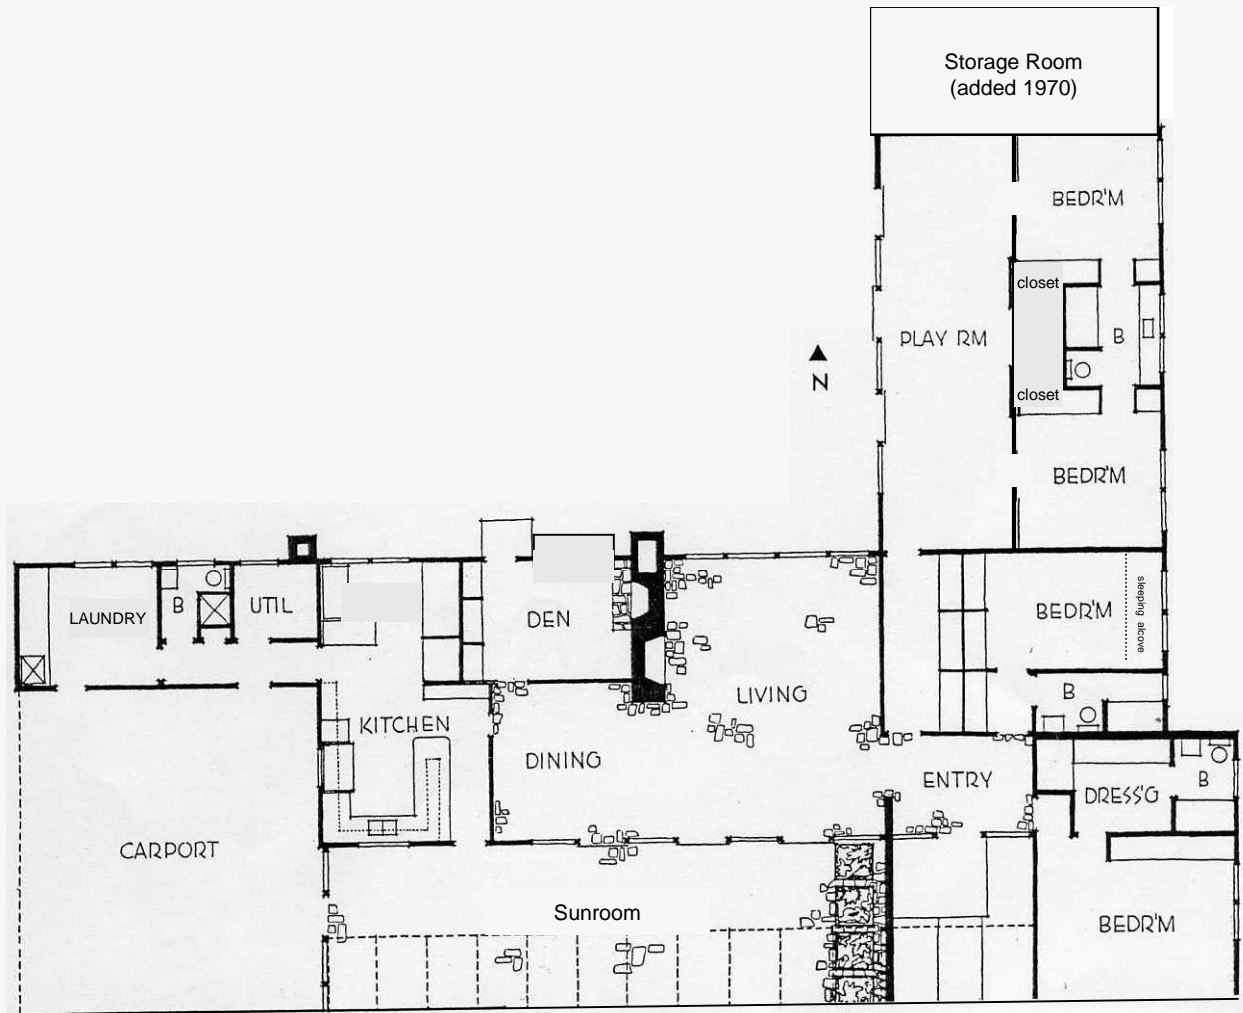 Storage Room
(added 1970)
BEDR'M
closet
PLAY RM
B
N
closet
BEDR'M
LAUNDRY
B
UTIL
DEN
BEDR'M
sleeping alcove
B
LIVING
KITCHEN
DINING
ENTRY
DRESS'G
B
CARPORT
Sunroom
BEDR'M